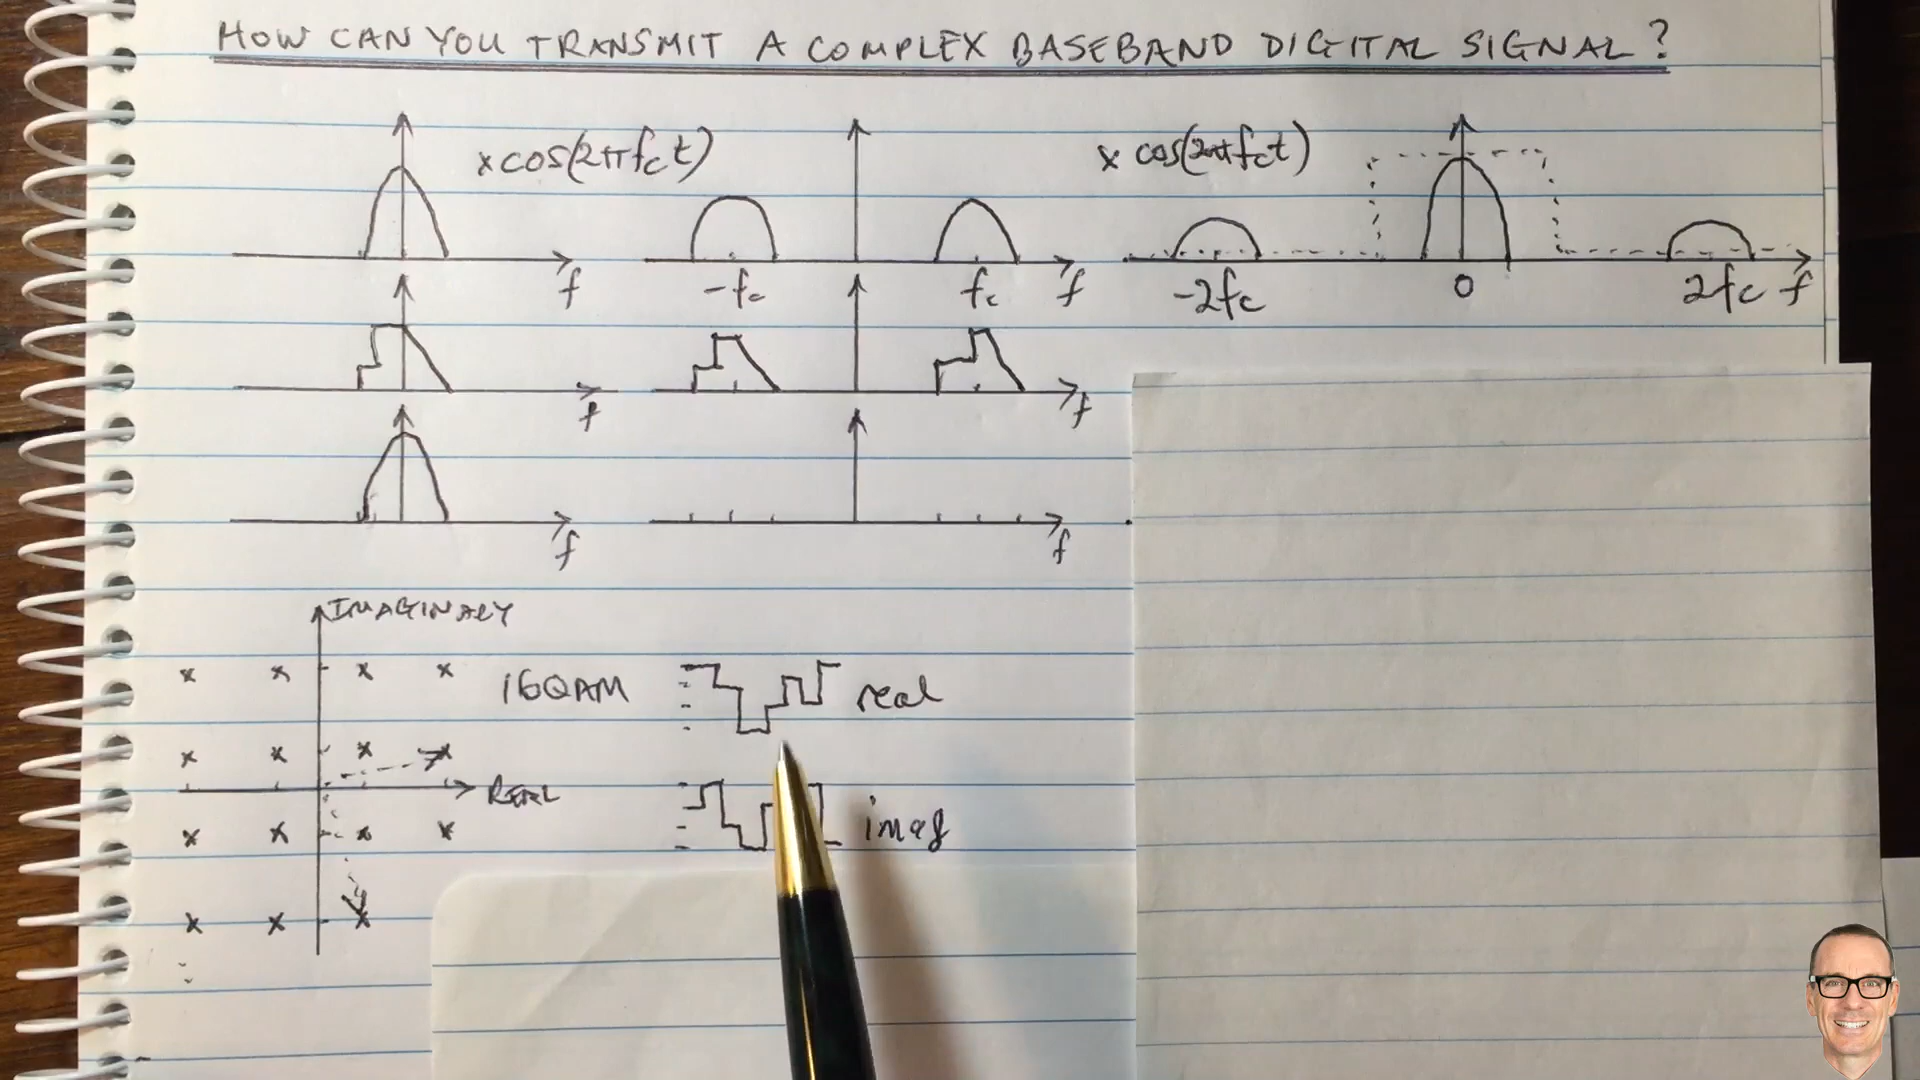 HOW CAN YOU TRANSMIT A COMPLEX BASEBAND DIGITAL SIGNAL?
x cos(2πfct) x cos(2πfct)
f -fc fc f -2fc 0 2fc f
f f
f f
IMAGINARY
16QAM real
REAL imag